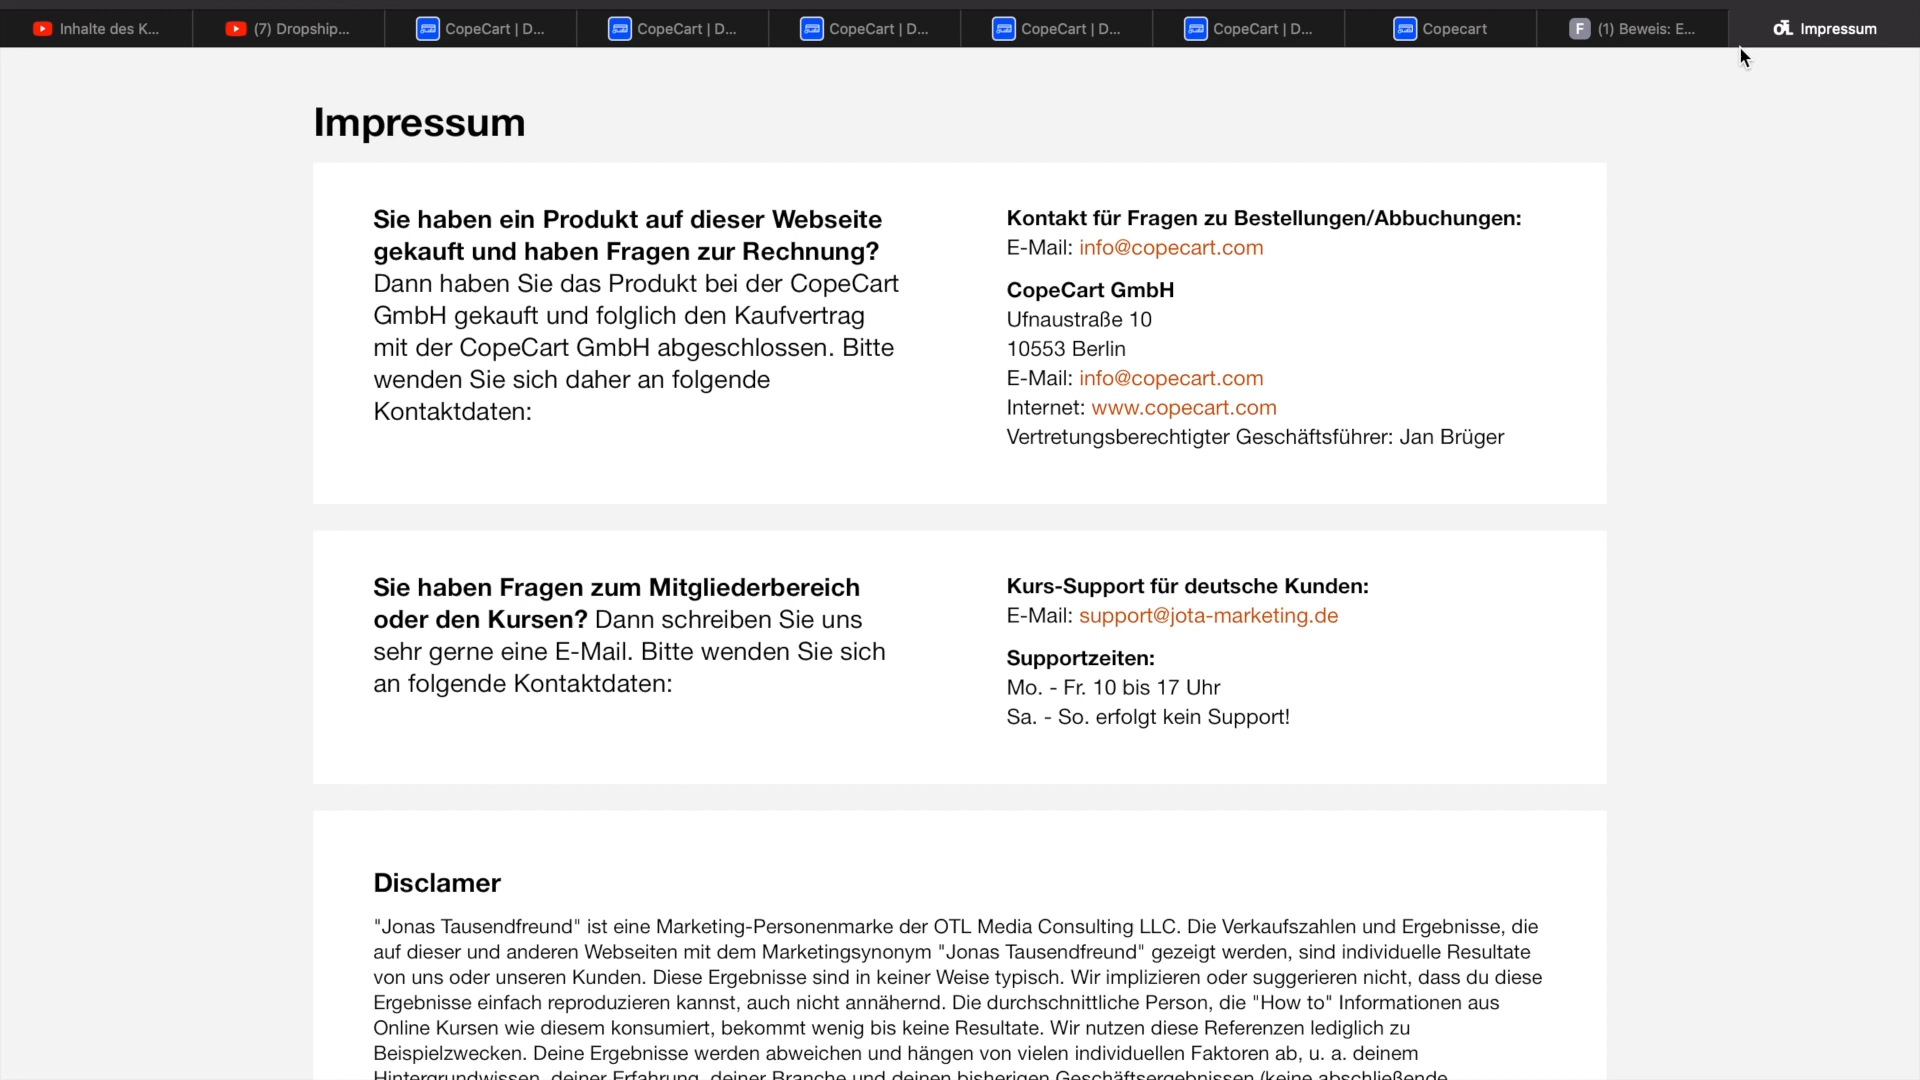 Inhalte des K...
(7) Dropship...
CopeCart | D...
CopeCart | D...
CopeCart | D...
CopeCart | D...
CopeCart | D...
Copecart
F
(1) Beweis: E...
Impressum
Impressum
Sie haben ein Produkt auf dieser Webseite
gekauft und haben Fragen zur Rechnung?
Dann haben Sie das Produkt bei der CopeCart
GmbH gekauft und folglich den Kaufvertrag
mit der CopeCart GmbH abgeschlossen. Bitte
wenden Sie sich daher an folgende
Kontaktdaten:
Kontakt für Fragen zu Bestellungen/Abbuchungen:
E-Mail: info@copecart.com
CopeCart GmbH
Ufnaustraße 10
10553 Berlin
E-Mail: info@copecart.com
Internet: www.copecart.com
Vertretungsberechtigter Geschäftsführer: Jan Brüger
Sie haben Fragen zum Mitgliederbereich
oder den Kursen? Dann schreiben Sie uns
sehr gerne eine E-Mail. Bitte wenden Sie sich
an folgende Kontaktdaten:
Kurs-Support für deutsche Kunden:
E-Mail: support@jota-marketing.de
Supportzeiten:
Mo. - Fr. 10 bis 17 Uhr
Sa. - So. erfolgt kein Support!
Disclamer
"Jonas Tausendfreund" ist eine Marketing-Personenmarke der OTL Media Consulting LLC. Die Verkaufszahlen und Ergebnisse, die
auf dieser und anderen Webseiten mit dem Marketingsynonym "Jonas Tausendfreund" gezeigt werden, sind individuelle Resultate
von uns oder unseren Kunden. Diese Ergebnisse sind in keiner Weise typisch. Wir implizieren oder suggerieren nicht, dass du diese
Ergebnisse einfach reproduzieren kannst, auch nicht annähernd. Die durchschnittliche Person, die "How to" Informationen aus
Online Kursen wie diesem konsumiert, bekommt wenig bis keine Resultate. Wir nutzen diese Referenzen lediglich zu
Beispielzwecken. Deine Ergebnisse werden abweichen und hängen von vielen individuellen Faktoren ab, u. a. deinem
Hintergrundwissen, deiner Erfahrung, deiner Branche und deinen bisherigen Geschäftsergebnissen (keine abschließende